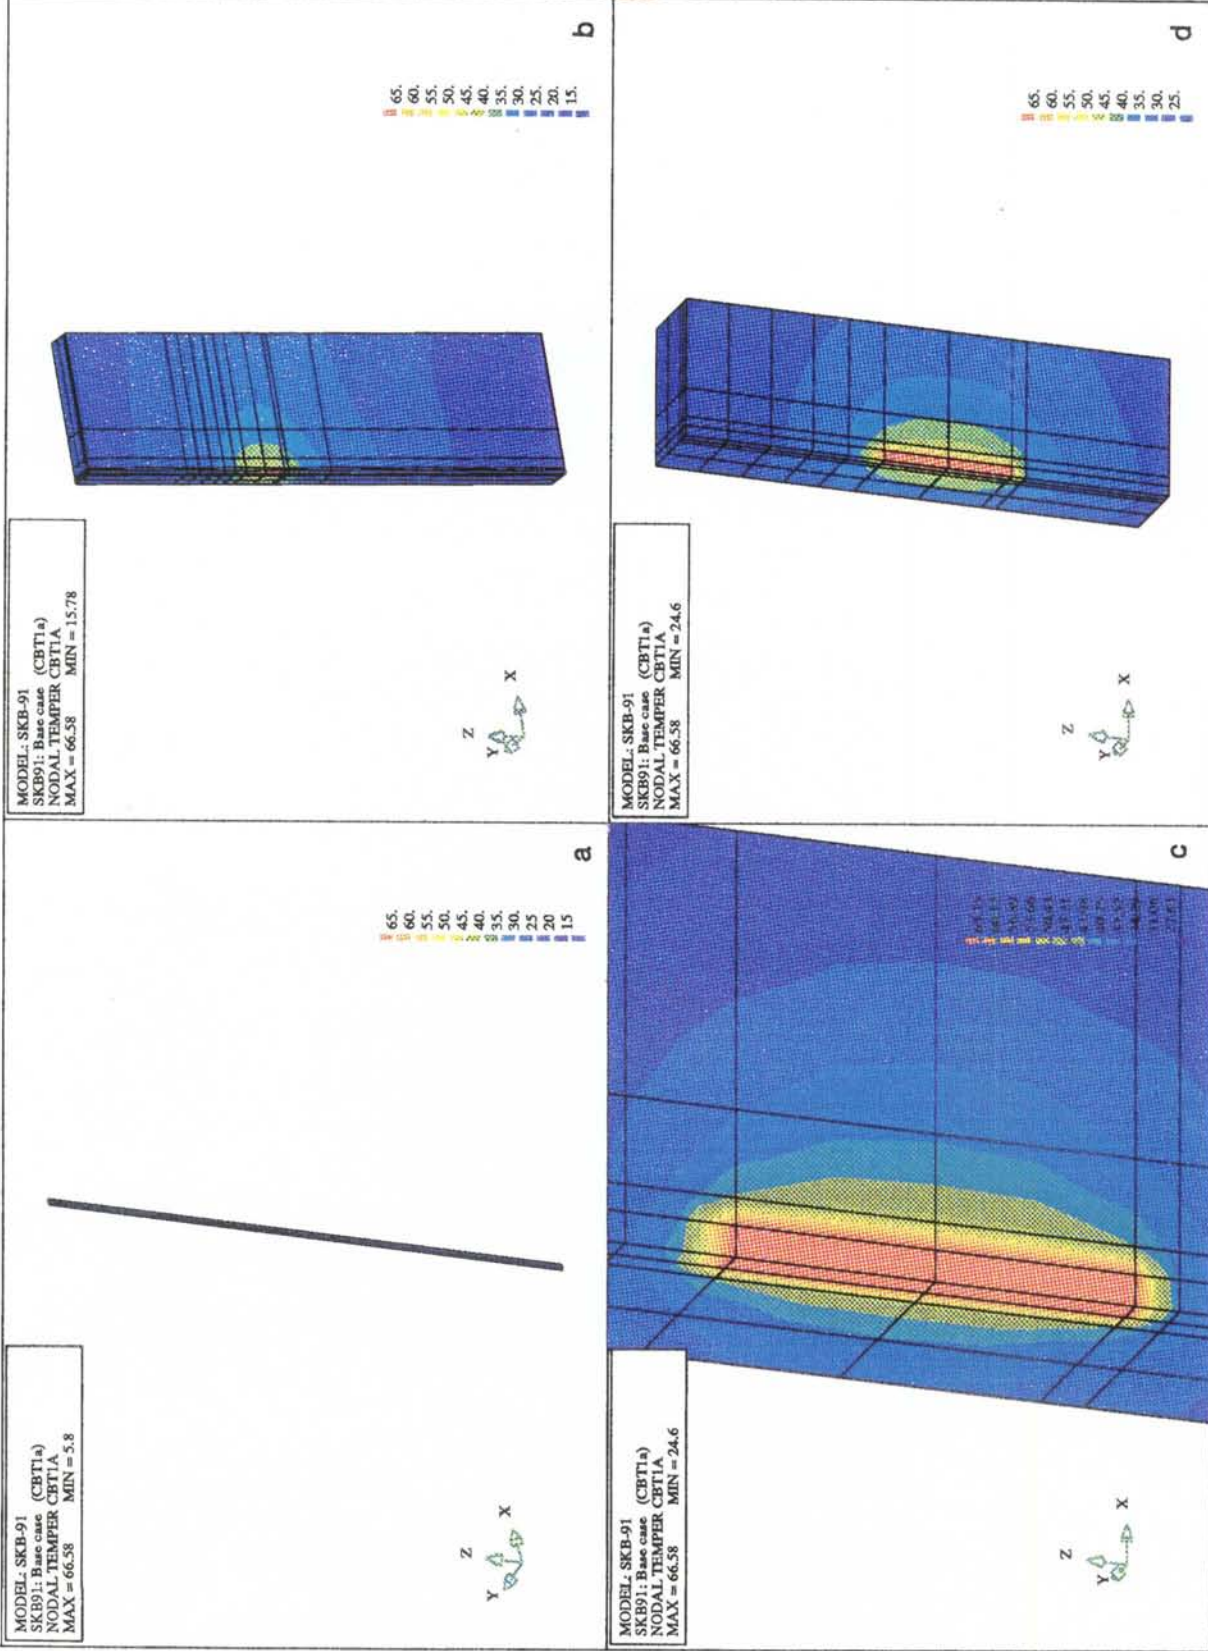 MODEL: SKB-91
SKB91: Base case (CBT1a)
NODAL TEMPER CBT1A
MAX = 66.58 MIN = 5.8
65.
60.
55.
50.
45.
40.
35.
30.
25
20
15
Z
Y
X
a
MODEL: SKB-91
SKB91: Base case (CBT1a)
NODAL TEMPER CBT1A
MAX = 66.58 MIN = 15.78
65.
60.
55.
50.
45.
40.
35.
30.
25.
20.
15.
Z
Y
X
b
MODEL: SKB-91
SKB91: Base case (CBT1a)
NODAL TEMPER CBT1A
MAX = 66.58 MIN = 24.6
Z
Y
X
c
MODEL: SKB-91
SKB91: Base case (CBT1a)
NODAL TEMPER CBT1A
MAX = 66.58 MIN = 24.6
65.
60.
55.
50.
45.
40.
35.
30.
25.
Z
Y
X
d